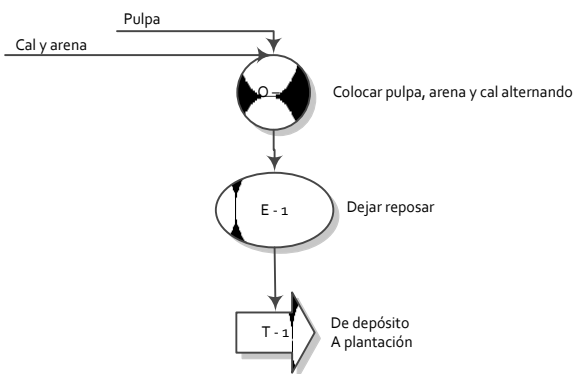 Pulpa
Cal y arena
Colocar pulpa, arena y cal alternando
E - 1
Dejar reposar
T - 1
De depósito
A plantación